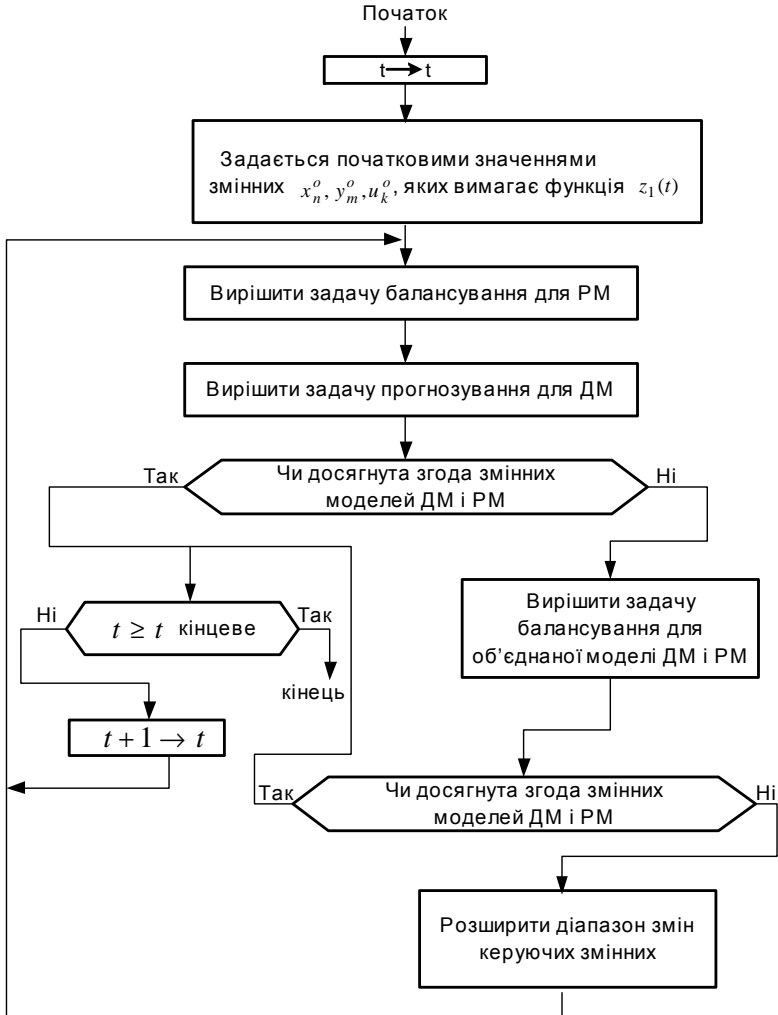 Початок
t → t
Задається початковими значеннями
змінних x_n^o, y_m^o, u_k^o, яких вимагає функція z_1(t)
Вирішити задачу балансування для РМ
Вирішити задачу прогнозування для ДМ
Так
Чи досягнута згода змінних
моделей ДМ і РМ
Ні
Ні
t ≥ t кінцеве
Так
кінець
t + 1 → t
Вирішити задачу
балансування для
об’єднаної моделі ДМ і РМ
Так
Чи досягнута згода змінних
моделей ДМ і РМ
Ні
Розширити діапазон змін
керуючих змінних